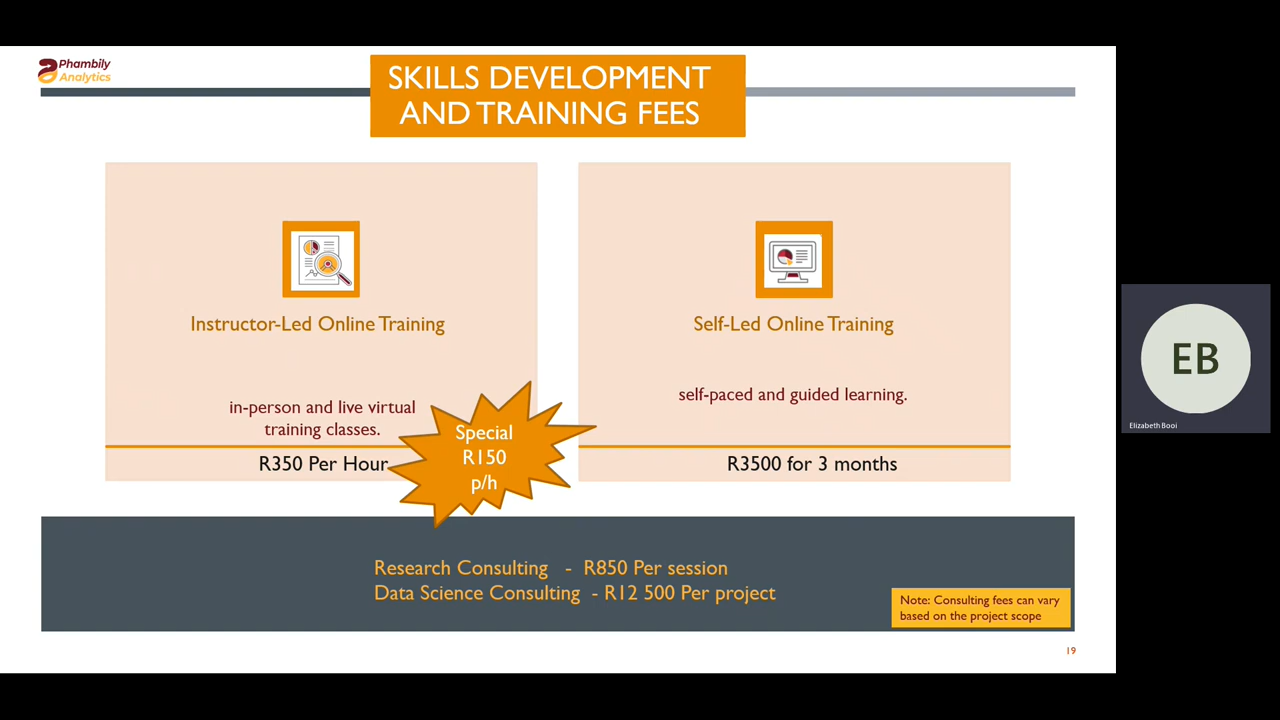 Phambily
Analytics
SKILLS DEVELOPMENT
AND TRAINING FEES
Instructor-Led Online Training
in-person and live virtual
training classes.
R350 Per Hour
Special
R150
p/h
Self-Led Online Training
self-paced and guided learning.
R3500 for 3 months
Research Consulting - R850 Per session
Data Science Consulting - R12 500 Per project
Note: Consulting fees can vary
based on the project scope
19
EB
Elizabeth Booi